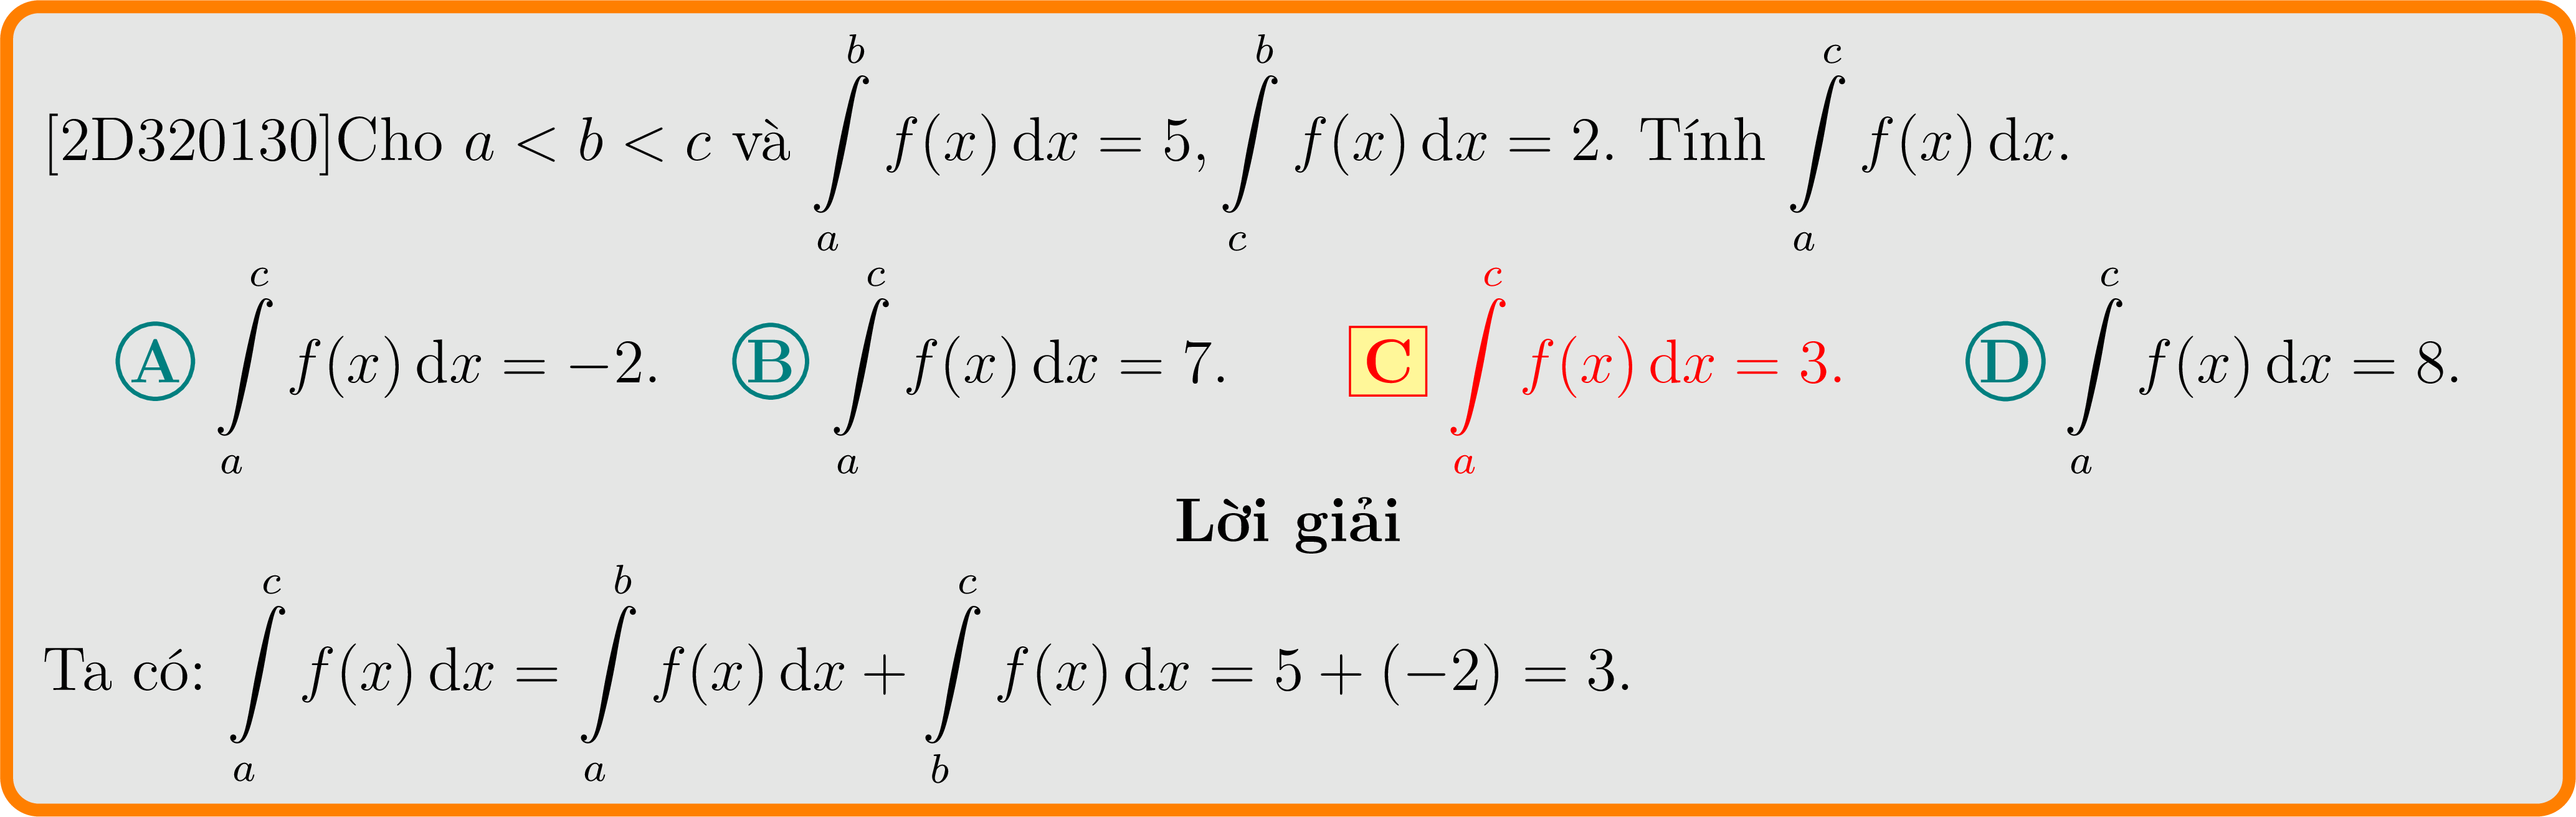 [2D320130]Cho $a < b < c$ và $\int\limits_a^b f(x)\,\mathrm{d}x = 5, \int\limits_c^b f(x)\,\mathrm{d}x = 2.$ Tính $\int\limits_a^c f(x)\,\mathrm{d}x.$
A $\int\limits_a^c f(x)\,\mathrm{d}x = -2.$ B $\int\limits_a^c f(x)\,\mathrm{d}x = 7.$ C $\int\limits_a^c f(x)\,\mathrm{d}x = 3.$ D $\int\limits_a^c f(x)\,\mathrm{d}x = 8.$
Lời giải
Ta có: $\int\limits_a^c f(x)\,\mathrm{d}x = \int\limits_a^b f(x)\,\mathrm{d}x + \int\limits_b^c f(x)\,\mathrm{d}x = 5 + (-2) = 3.$